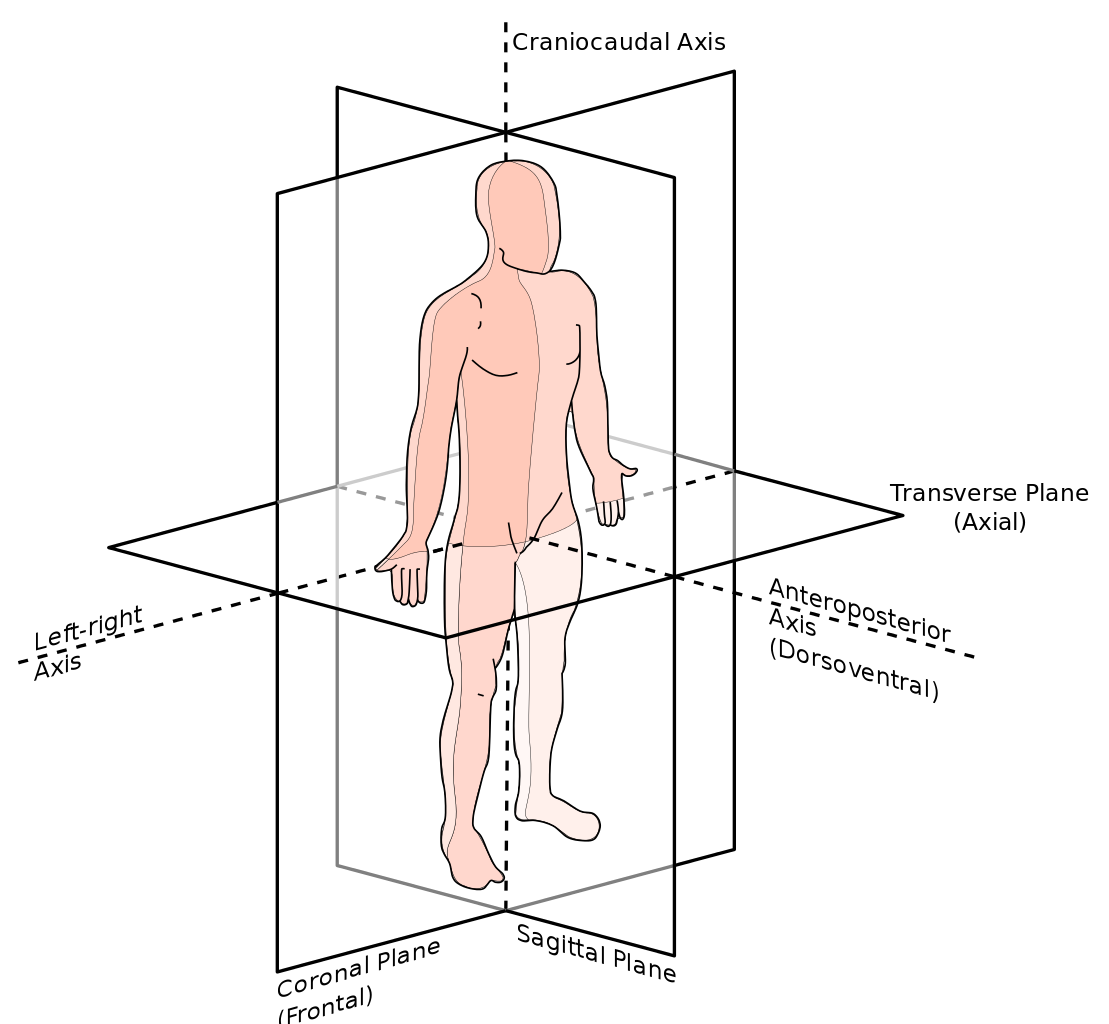 Craniocaudal Axis
Transverse Plane
(Axial)
Left-right
Axis
Anteroposterior
Axis
(Dorsoventral)
Sagittal Plane
Coronal Plane
(Frontal)